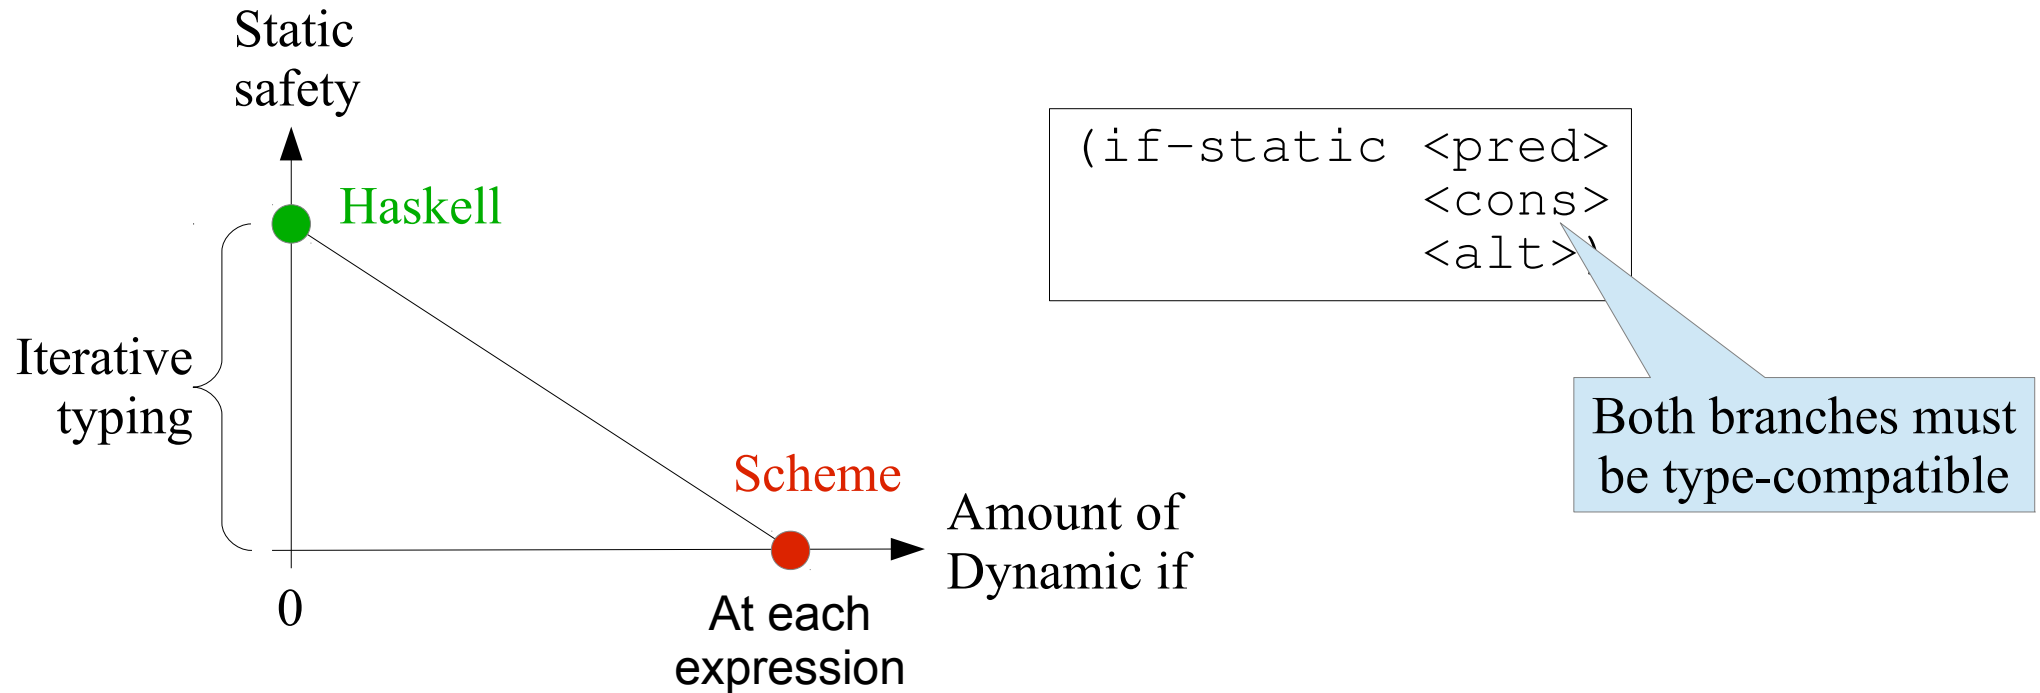 Static
safety
Haskell
Iterative
typing
Scheme
Amount of
Dynamic if
0
At each
expression
(if-static <pred>
<cons>
<alt>)
Both branches must
be type-compatible